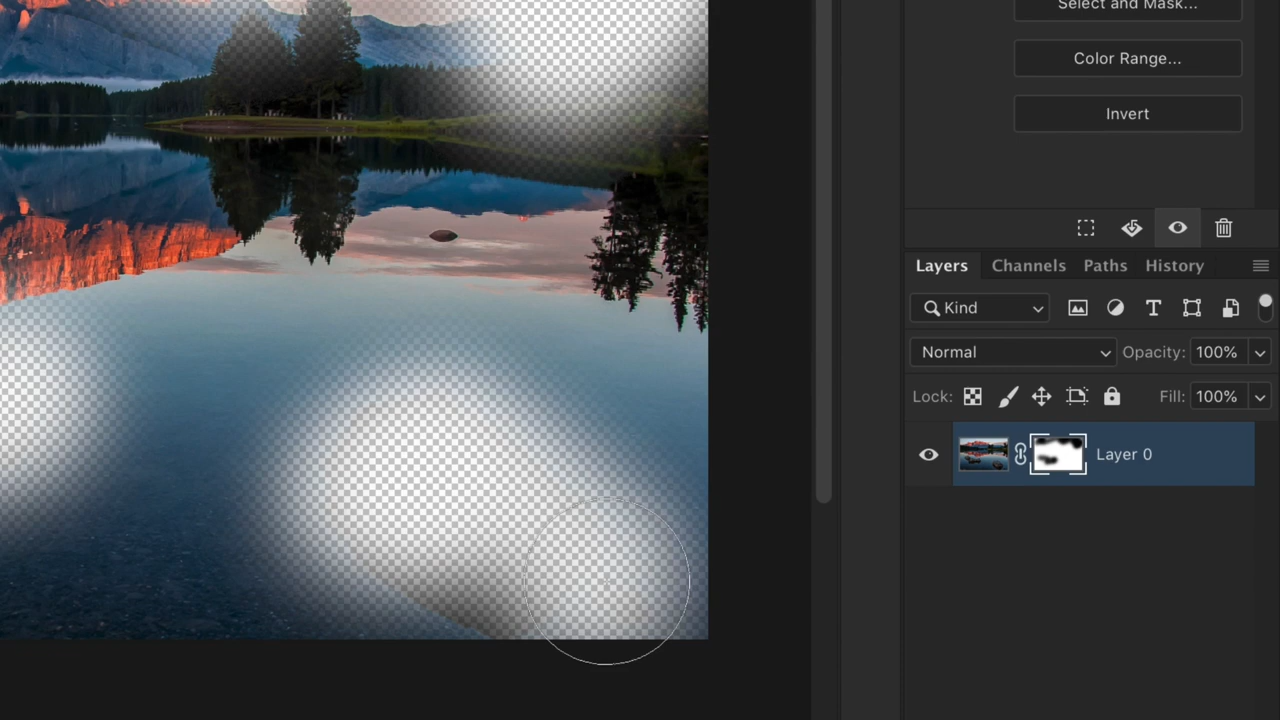 Select and Mask...
Color Range...
Invert
Layers Channels Paths History
Kind
Normal Opacity: 100%
Lock: Fill: 100%
Layer 0